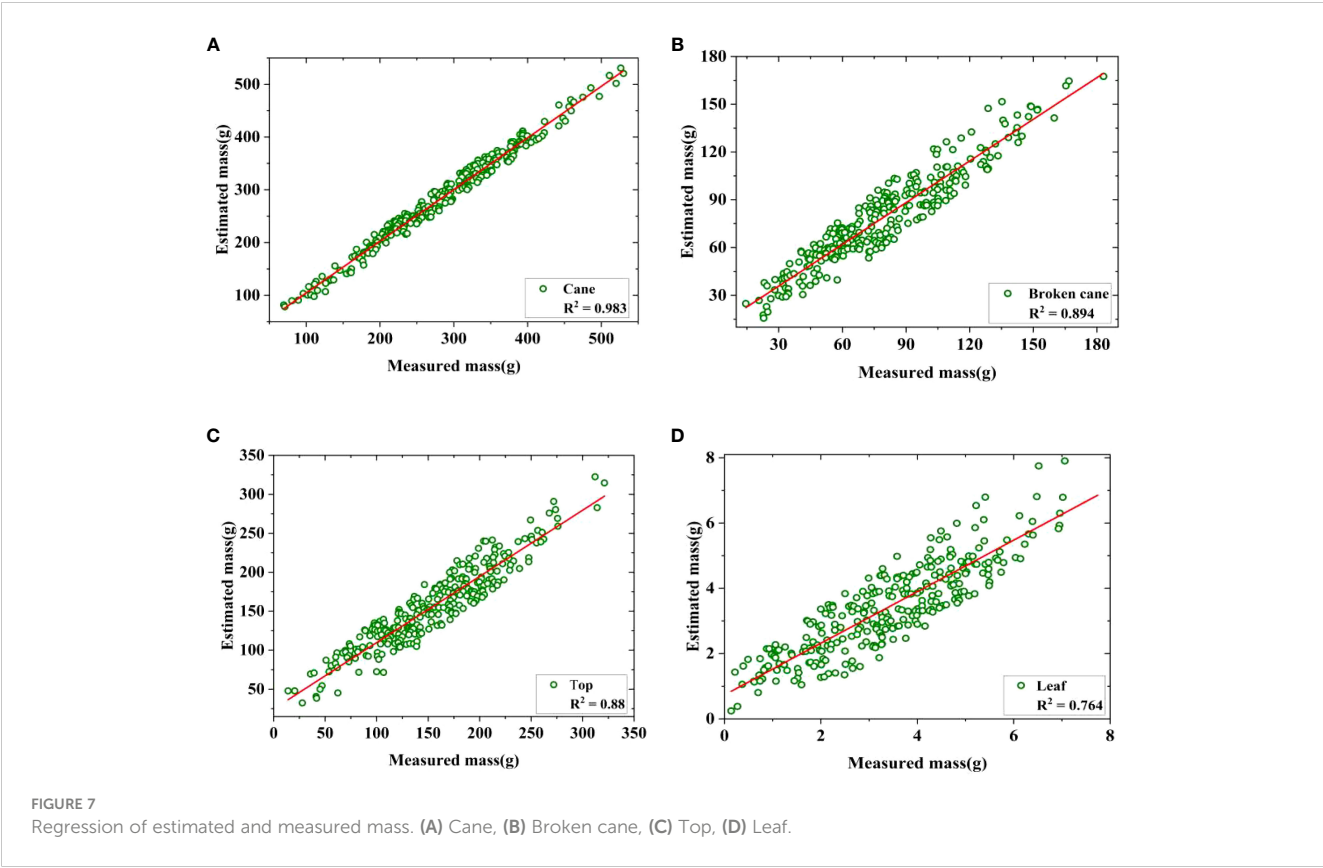 A
Estimated mass(g)
500
400
300
200
100
Cane
R² = 0.983
100 200 300 400 500
Measured mass(g)
B
Estimated mass(g)
180
150
120
90
60
30
Broken cane
R² = 0.894
30 60 90 120 150 180
Measured mass(g)
C
Estimated mass(g)
350
300
250
200
150
100
50
Top
R² = 0.88
0 50 100 150 200 250 300 350
Measured mass(g)
D
Estimated mass(g)
8
6
4
2
0
Leaf
R² = 0.764
0 2 4 6 8
Measured mass(g)
FIGURE 7
Regression of estimated and measured mass. (A) Cane, (B) Broken cane, (C) Top, (D) Leaf.